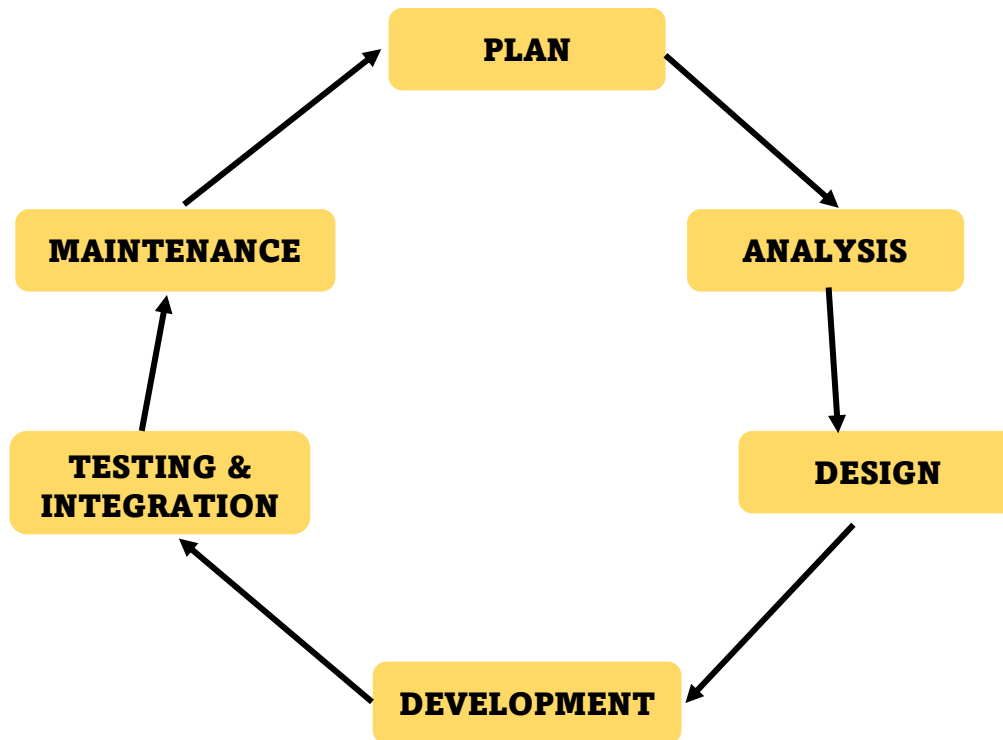 PLAN
MAINTENANCE
ANALYSIS
TESTING &
INTEGRATION
DESIGN
DEVELOPMENT